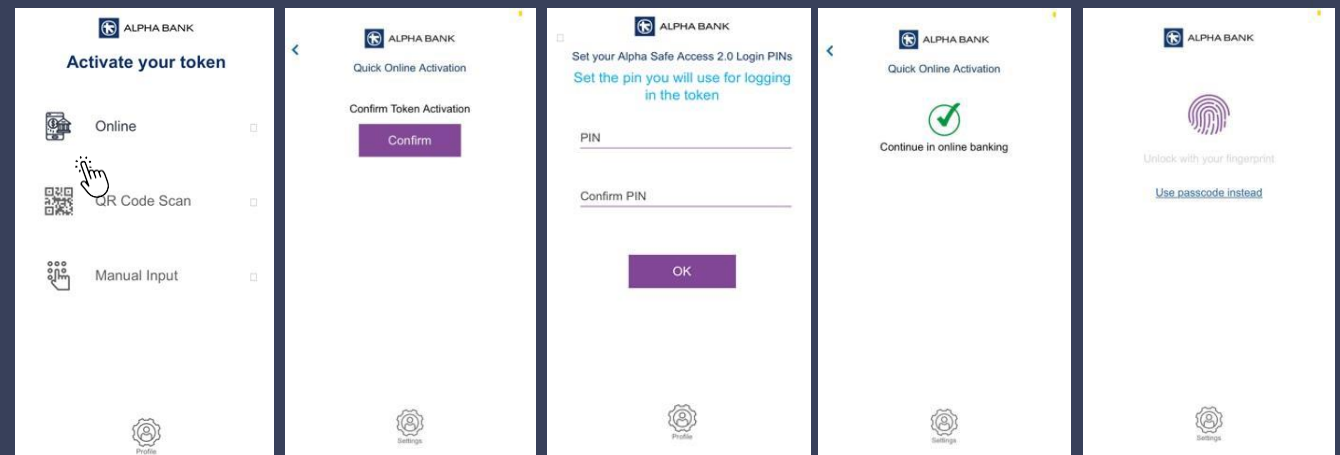 ALPHA BANK
Activate your token
Online
QR Code Scan
Manual Input
Profile
ALPHA BANK
Quick Online Activation
Confirm Token Activation
Confirm
Settings
ALPHA BANK
Set your Alpha Safe Access 2.0 Login PINs
Set the pin you will use for logging
in the token
PIN
Confirm PIN
OK
Profile
ALPHA BANK
Quick Online Activation
Continue in online banking
Settings
ALPHA BANK
Unlock with your fingerprint
Use passcode instead
Settings